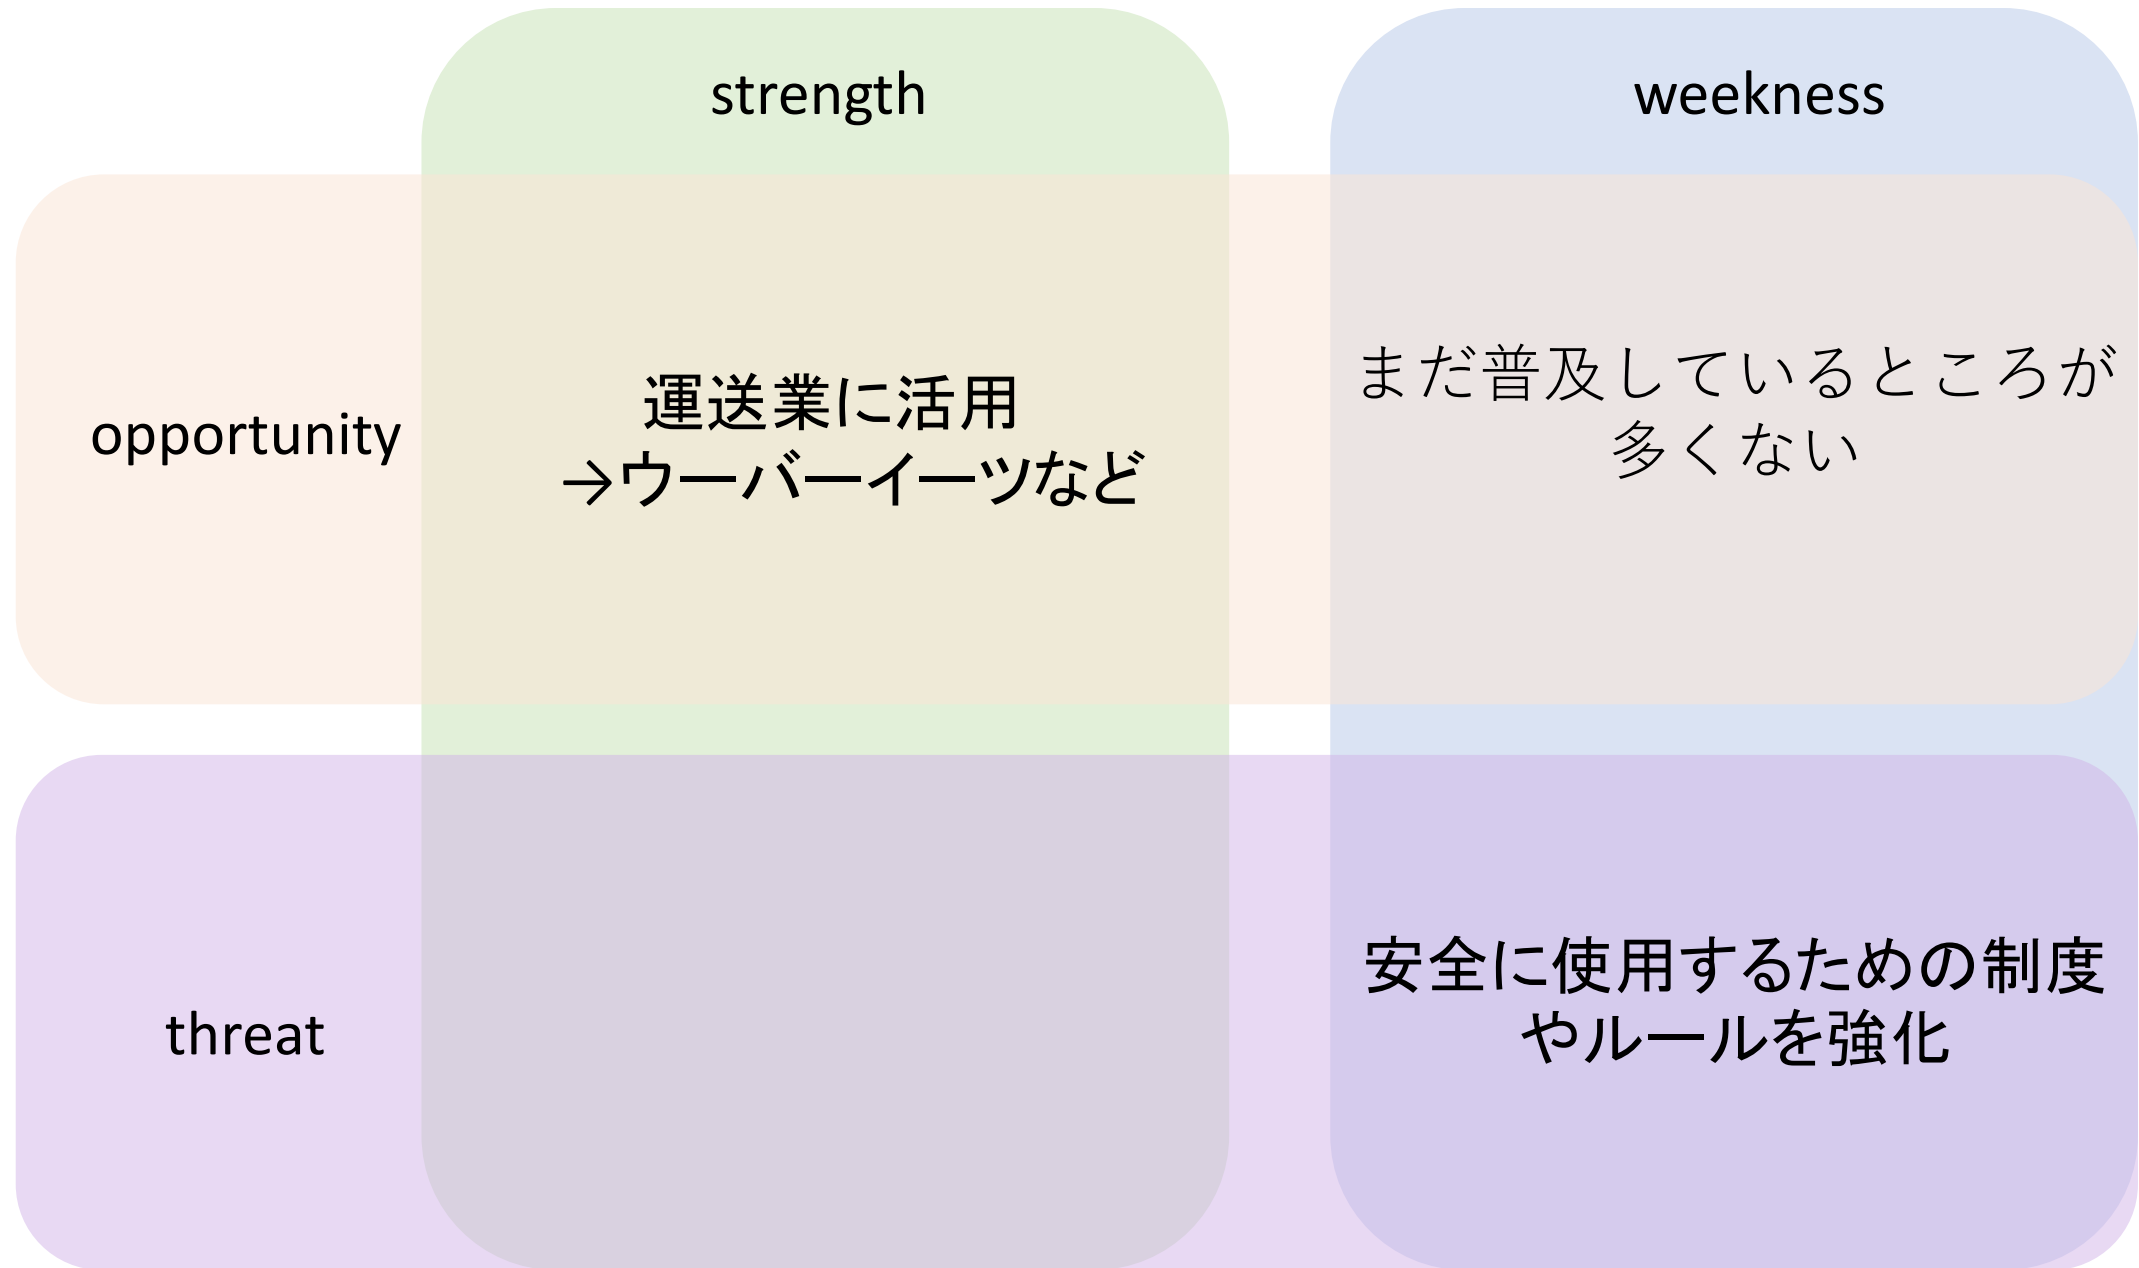 strength
weekness
opportunity
運送業に活用
→ウーバーイーツなど
まだ普及しているところが
多くない
threat
安全に使用するための制度
やルールを強化